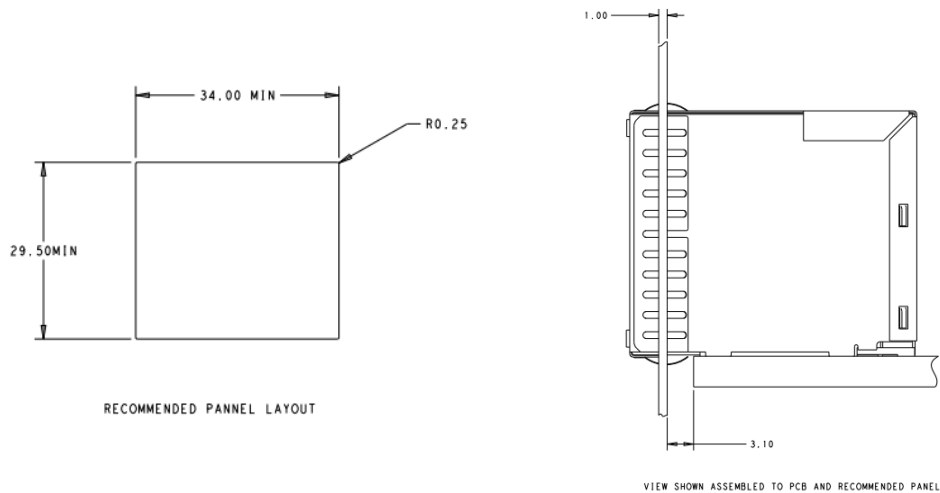 1.00
34.00 MIN
R0.25
29.50MIN
RECOMMENDED PANNEL LAYOUT
3.10
VIEW SHOWN ASSEMBLED TO PCB AND RECOMMENDED PANEL